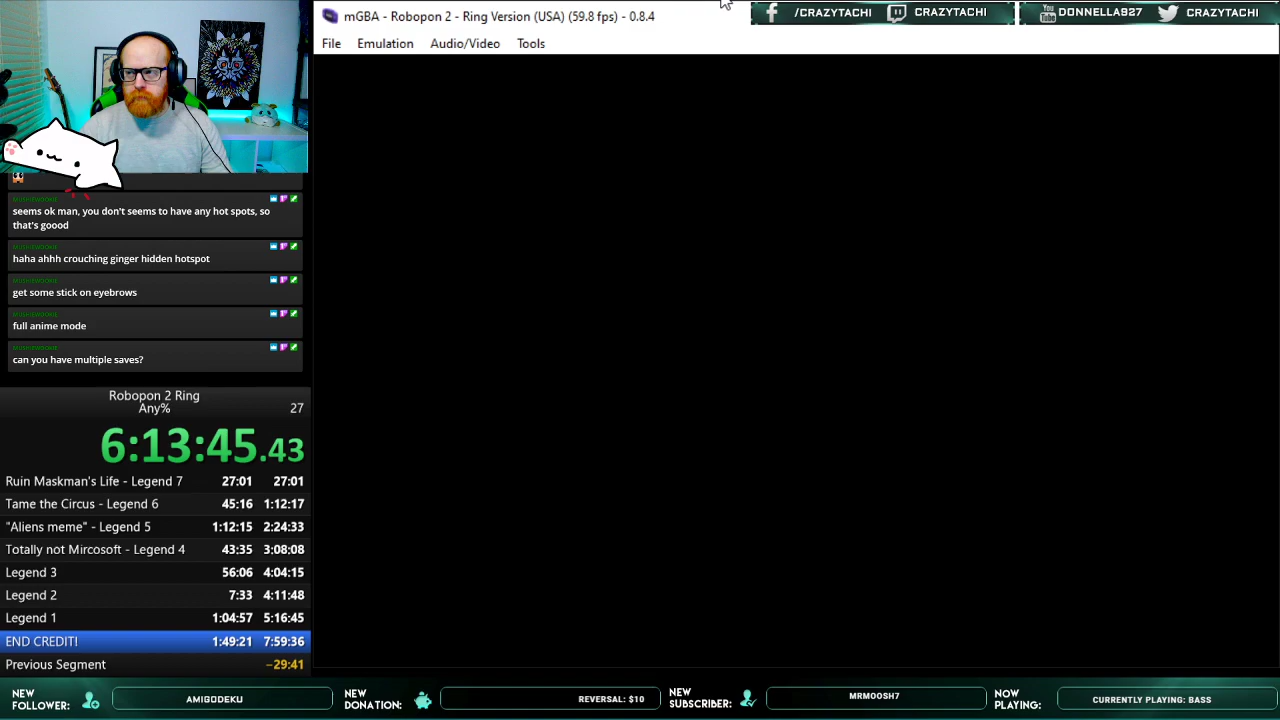 mGBA - Robopon 2 - Ring Version (USA) (59.8 fps) - 0.8.4
/CRAZYTACHI
CRAZYTACHI
You Tube
DONNELLAB27
CRAZYTACHI
File Emulation Audio/Video Tools
seems ok man, you don't seems to have any hot spots, so
that's goood
haha ahhh crouching ginger hidden hotspot
get some stick on eyebrows
full anime mode
can you have multiple saves?
Robopon 2 Ring
Any% 27
6:13:45.43
Ruin Maskman's Life - Legend 7 27:01 27:01
Tame the Circus - Legend 6 45:16 1:12:17
"Aliens meme" - Legend 5 1:12:15 2:24:33
Totally not Mircosoft - Legend 4 43:35 3:08:08
Legend 3 56:06 4:04:15
Legend 2 7:33 4:11:48
Legend 1 1:04:57 5:16:45
END CREDIT! 1:49:21 7:59:36
Previous Segment −29:41
NEW FOLLOWER: AMIGODEKU
NEW DONATION: REVERSAL: $10
NEW SUBSCRIBER: MRMOOSH7
NOW PLAYING: CURRENTLY PLAYING: BASS